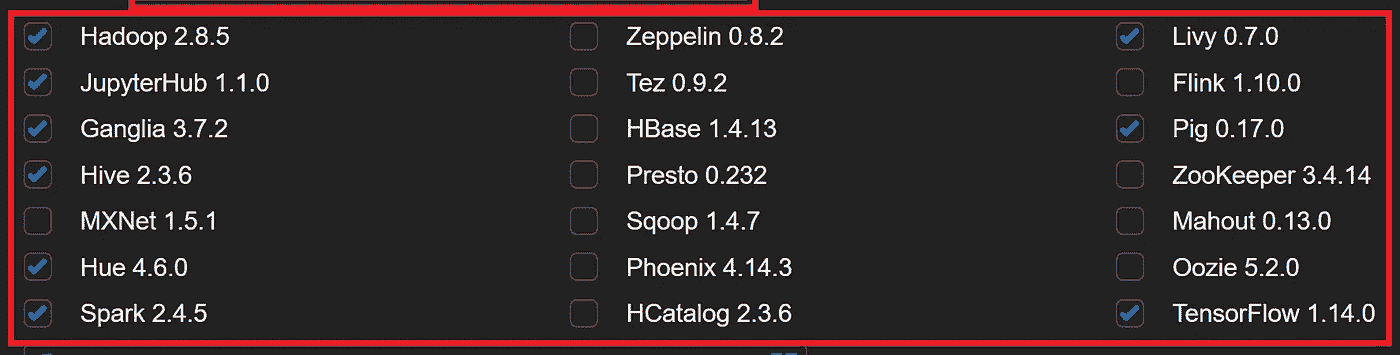 Hadoop 2.8.5
Zeppelin 0.8.2
Livy 0.7.0
JupyterHub 1.1.0
Tez 0.9.2
Flink 1.10.0
Ganglia 3.7.2
HBase 1.4.13
Pig 0.17.0
Hive 2.3.6
Presto 0.232
ZooKeeper 3.4.14
MXNet 1.5.1
Sqoop 1.4.7
Mahout 0.13.0
Hue 4.6.0
Phoenix 4.14.3
Oozie 5.2.0
Spark 2.4.5
HCatalog 2.3.6
TensorFlow 1.14.0